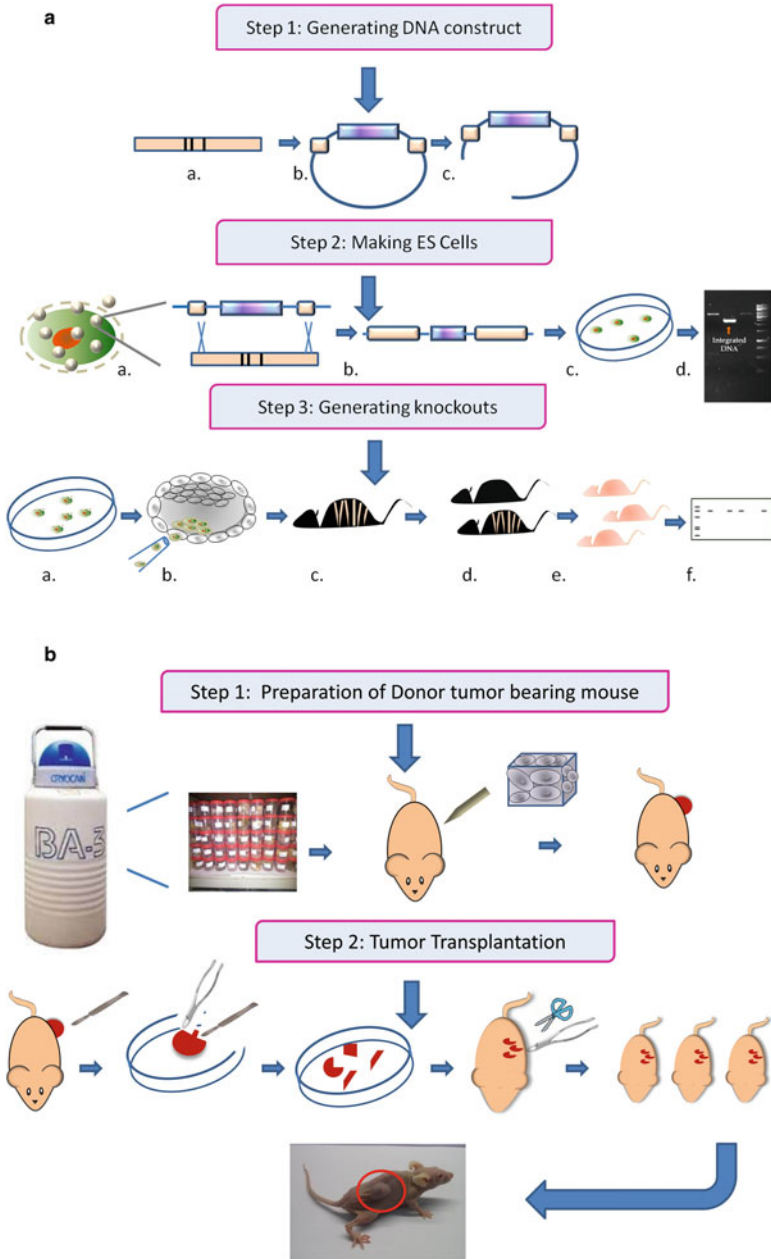 a
Step 1: Generating DNA construct
a.
b.
c.
Step 2: Making ES Cells
a.
b.
c.
d.
Integrated
DNA
Step 3: Generating knockouts
a.
b.
c.
d.
e.
f.
b
Step 1: Preparation of Donor tumor bearing mouse
CRYOCAN
BA-3
Step 2: Tumor Transplantation